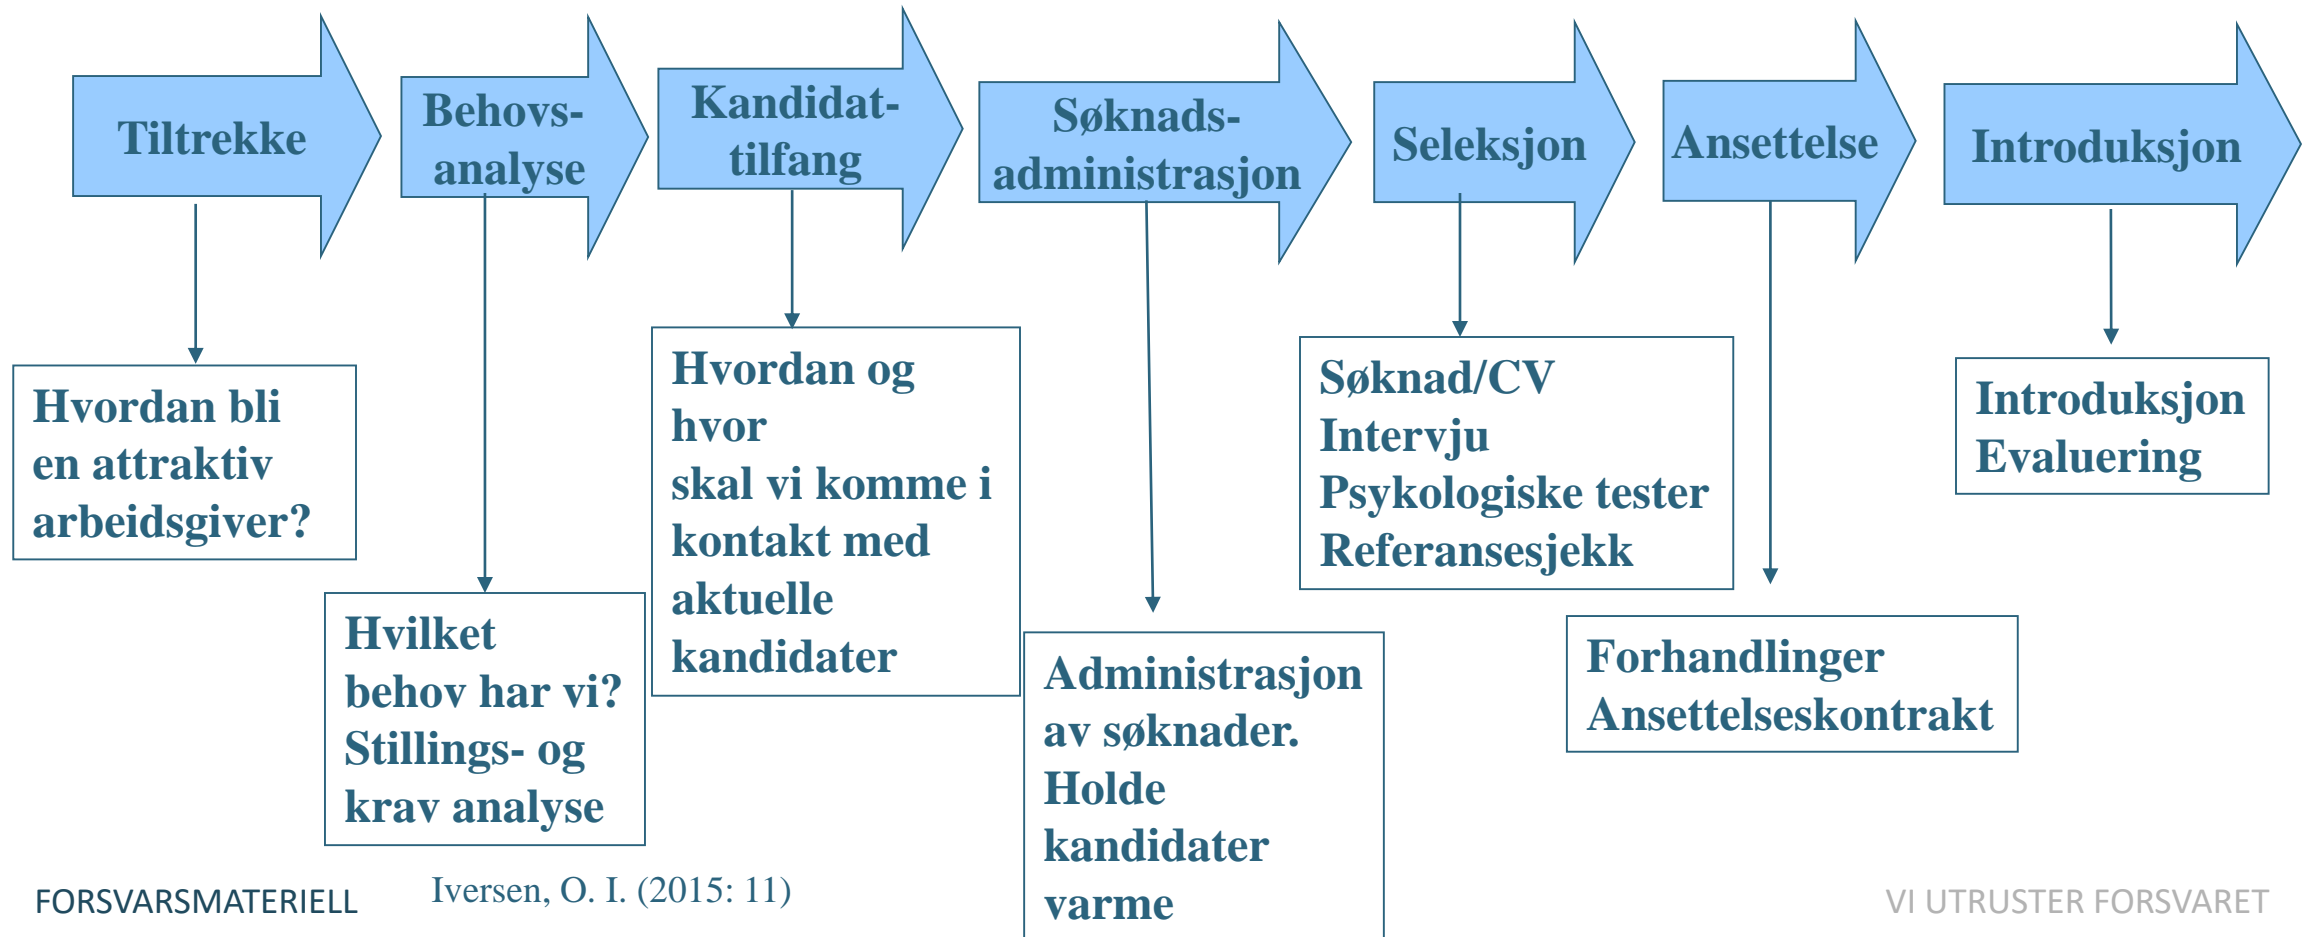 Tiltrekke
Behovs-
analyse
Kandidat-
tilfang
Søknads-
administrasjon
Seleksjon
Ansettelse
Introduksjon
Hvordan bli
en attraktiv
arbeidsgiver?
Hvilket
behov har vi?
Stillings- og
krav analyse
Hvordan og
hvor
skal vi komme i
kontakt med
aktuelle
kandidater
Administrasjon
av søknader.
Holde
kandidater
varme
Søknad/CV
Intervju
Psykologiske tester
Referansesjekk
Forhandlinger
Ansettelseskontrakt
Introduksjon
Evaluering
FORSVARSMATERIELL
Iversen, O. I. (2015: 11)
VI UTRUSTER FORSVARET